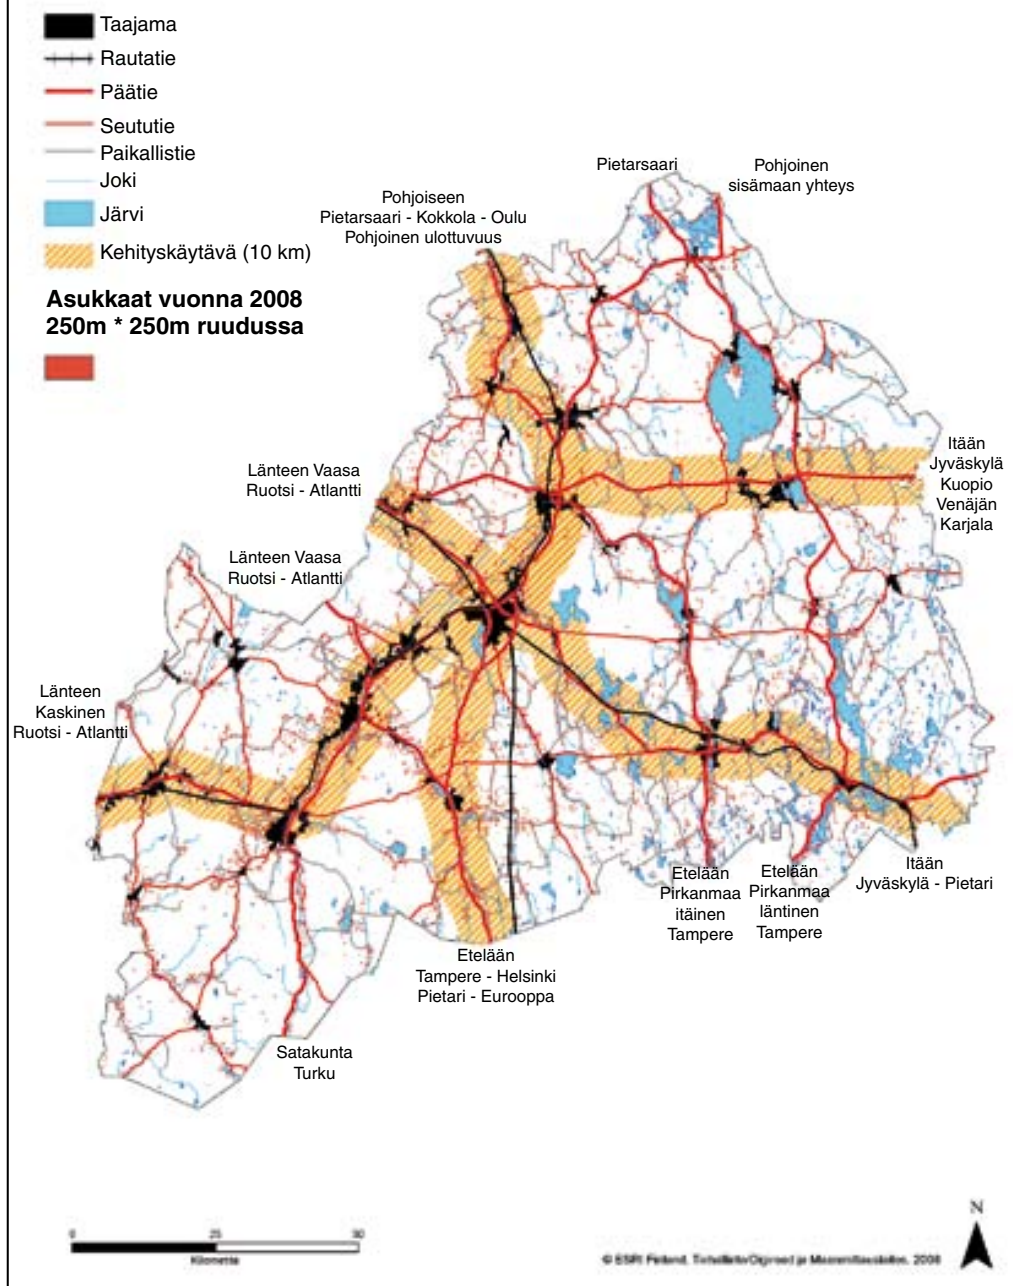 Taajama
Rautatie
Päätie
Seututie
Paikallistie
Joki
Järvi
Kehityskäytävä (10 km)
Asukkaat vuonna 2008
250m * 250m ruudussa
Pietarsaari
Pohjoinen
sisämaan yhteys
Pohjoiseen
Pietarsaari - Kokkola - Oulu
Pohjoinen ulottuvuus
Itään
Jyväskylä
Kuopio
Venäjän
Karjala
Länteen Vaasa
Ruotsi - Atlantti
Länteen Vaasa
Ruotsi - Atlantti
Länteen
Kaskinen
Ruotsi - Atlantti
Itään
Jyväskylä - Pietari
Etelään
Pirkanmaa
itäinen
Tampere
Etelään
Pirkanmaa
läntinen
Tampere
Etelään
Tampere - Helsinki
Pietari - Eurooppa
Satakunta
Turku
N
0 25 50
© ESRI Finland, 2008